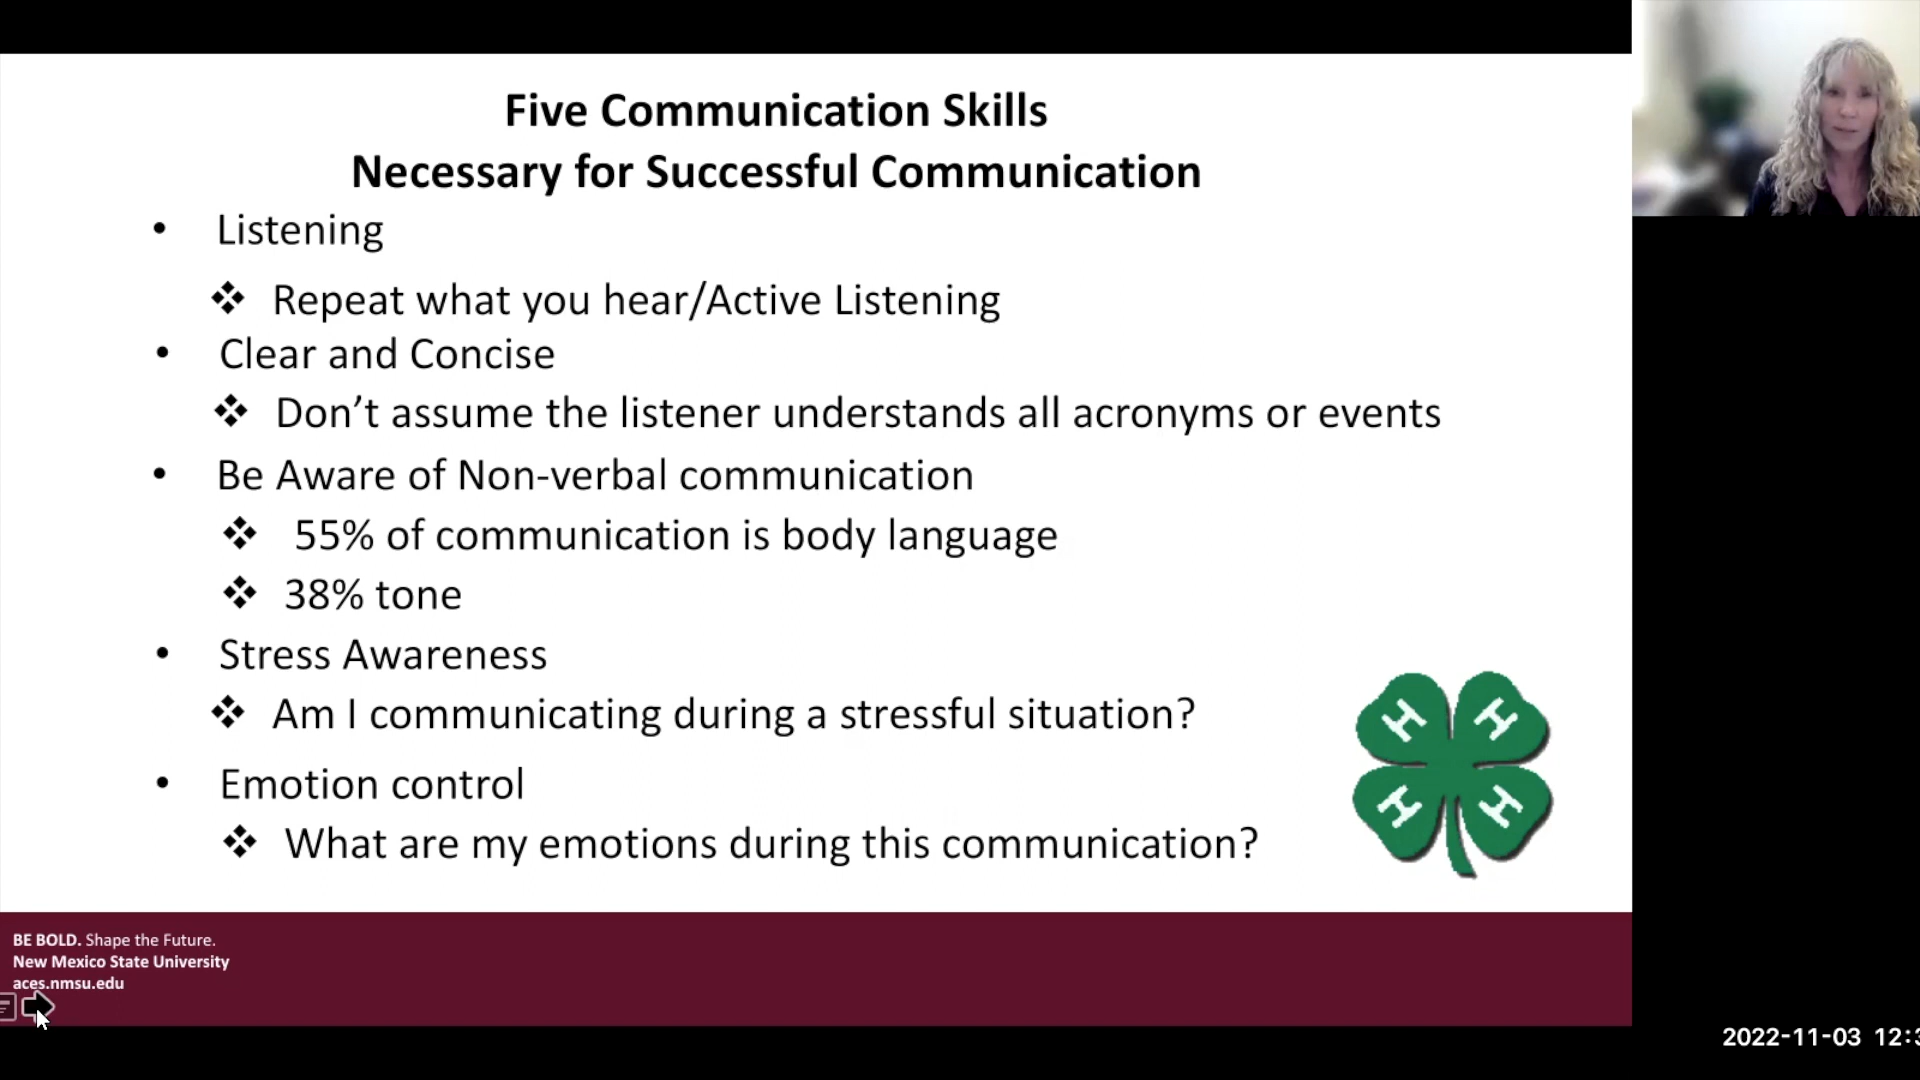 Five Communication Skills
Necessary for Successful Communication
• Listening
❖ Repeat what you hear/Active Listening
• Clear and Concise
❖ Don’t assume the listener understands all acronyms or events
• Be Aware of Non-verbal communication
❖ 55% of communication is body language
❖ 38% tone
• Stress Awareness
❖ Am I communicating during a stressful situation?
• Emotion control
❖ What are my emotions during this communication?
H H
H H
BE BOLD. Shape the Future.
New Mexico State University
aces.nmsu.edu
2022-11-03 12:3